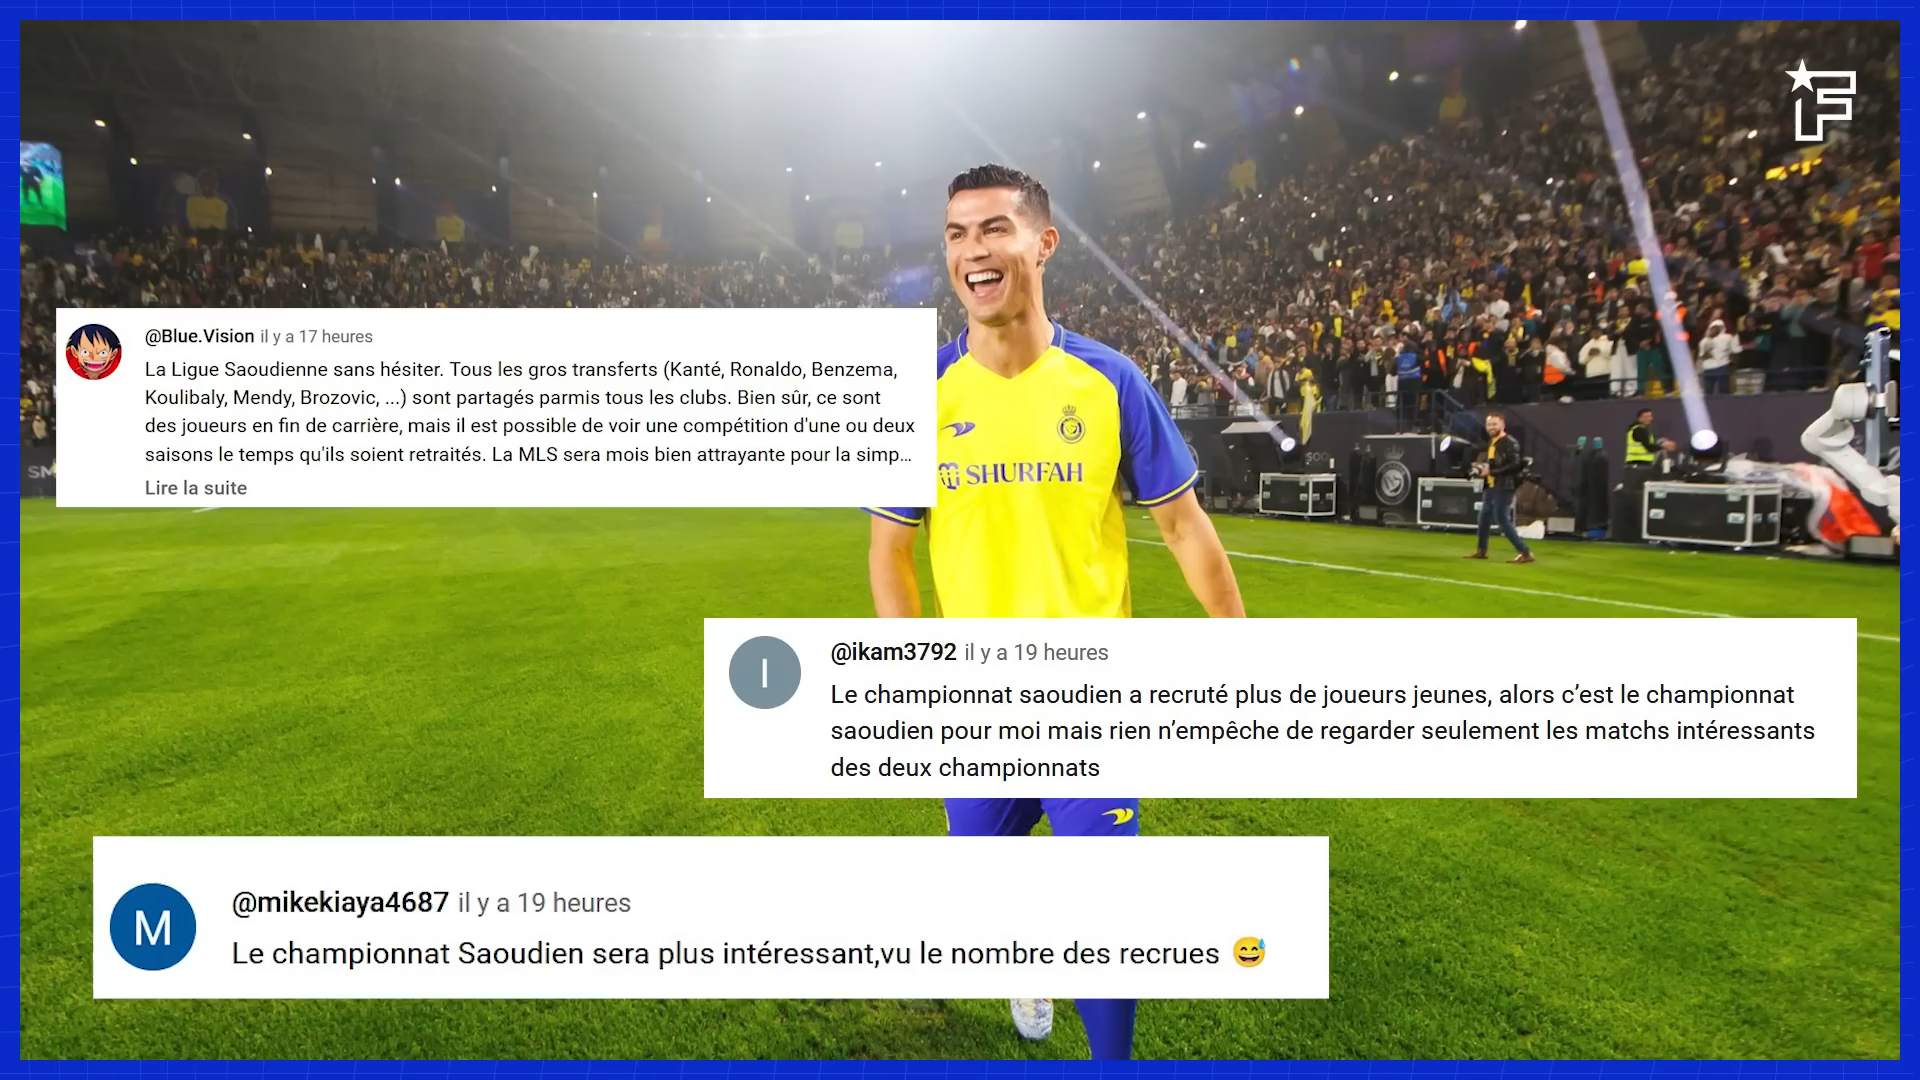 @Blue.Vision il y a 17 heures
La Ligue Saoudienne sans hésiter. Tous les gros transferts (Kanté, Ronaldo, Benzema,
Koulibaly, Mendy, Brozovic, ...) sont partagés parmis tous les clubs. Bien sûr, ce sont
des joueurs en fin de carrière, mais il est possible de voir une compétition d'une ou deux
saisons le temps qu'ils soient retraités. La MLS sera mois bien attrayante pour la simp...
Lire la suite
SHURFAH
I
@ikam3792 il y a 19 heures
Le championnat saoudien a recruté plus de joueurs jeunes, alors c’est le championnat
saoudien pour moi mais rien n’empêche de regarder seulement les matchs intéressants
des deux championnats
M
@mikekiaya4687 il y a 19 heures
Le championnat Saoudien sera plus intéressant,vu le nombre des recrues 😅